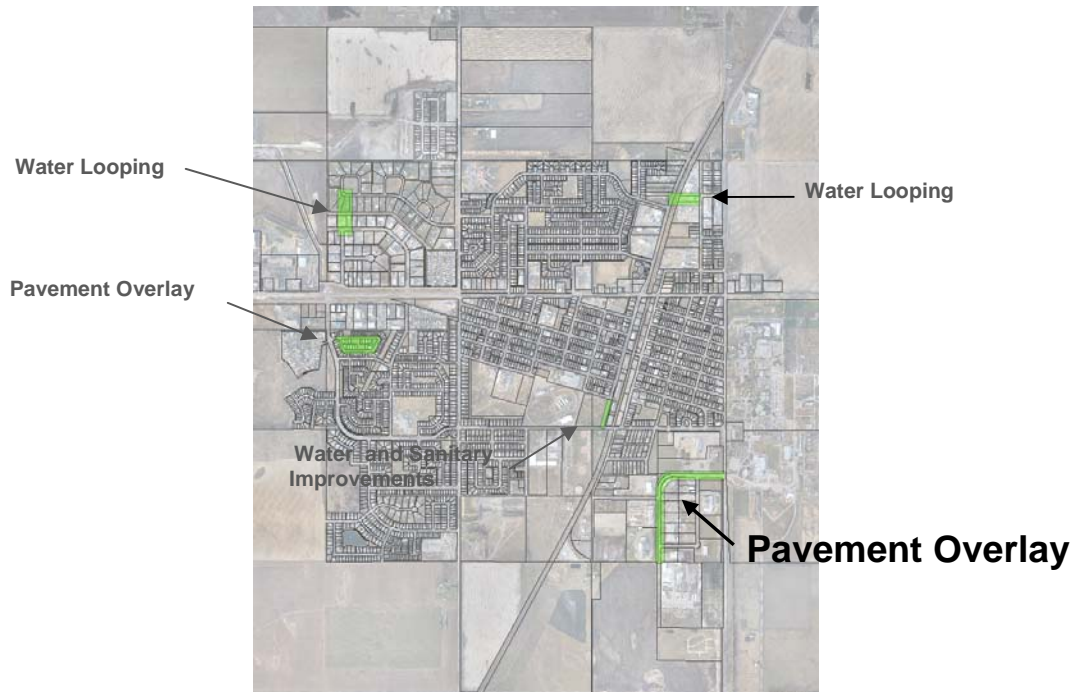 Water Looping
Water Looping
Pavement Overlay
Water and Sanitary
Improvements
Pavement Overlay